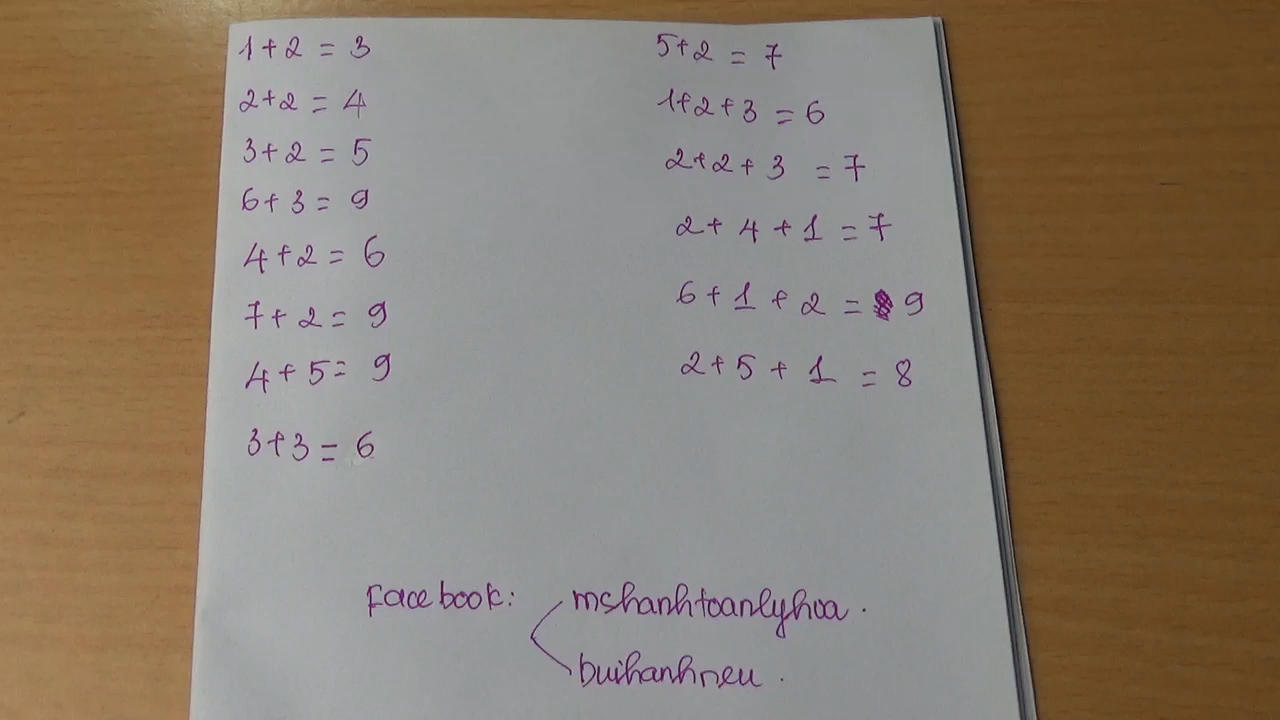 1+2 = 3
2+2 = 4
3+2 = 5
6+3 = 9
4+2 = 6
7+2 = 9
4+5= 9
3+3 = 6
5+2 = 7
1+2+3 = 6
2+2+3 = 7
2+4+1 = 7
6+1+2 = 9
2+5+1 = 8
Facebook: mshanhtoanlyhoa .
buihanhneu .